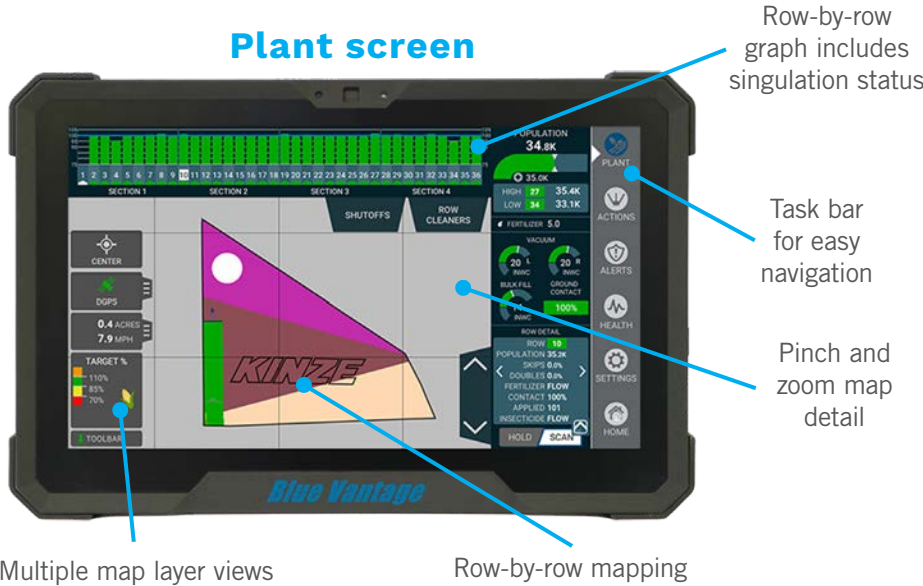 Row-by-row
graph includes
singulation status
Plant screen
1 2 3 4 5 6 7 8 9 10 11 12 13 14 15 16 17 18 19 20 21 22 23 24 25 26 27 28 29 30 31 32 33 34 35 36
SECTION 1 SECTION 2 SECTION 3 SECTION 4
SHUTOFFS
ROW
CLEANERS
CENTER
DGPS
0.4 ACRES
7.9 MPH
TARGET %
110%
85%
70%
TOOLBAR
KINZE
POPULATION
34.8K
35.0K
HIGH 27 35.4K
LOW 34 33.1K
FERTILIZER 5.0
VACUUM
20 L
INWC
20 R
INWC
BULK FILL
INWC
GROUND
CONTACT
100%
ROW DETAIL
ROW 10
POPULATION 35.2K
SKIPS 0.0%
DOUBLES 0.0%
FERTILIZER FLOW
CONTACT 100%
APPLIED 101
INSECTICIDE FLOW
HOLD SCAN
PLANT
ACTIONS
ALERTS
HEALTH
SETTINGS
HOME
Task bar
for easy
navigation
Pinch and
zoom map
detail
Blue Vantage
Multiple map layer views
Row-by-row mapping